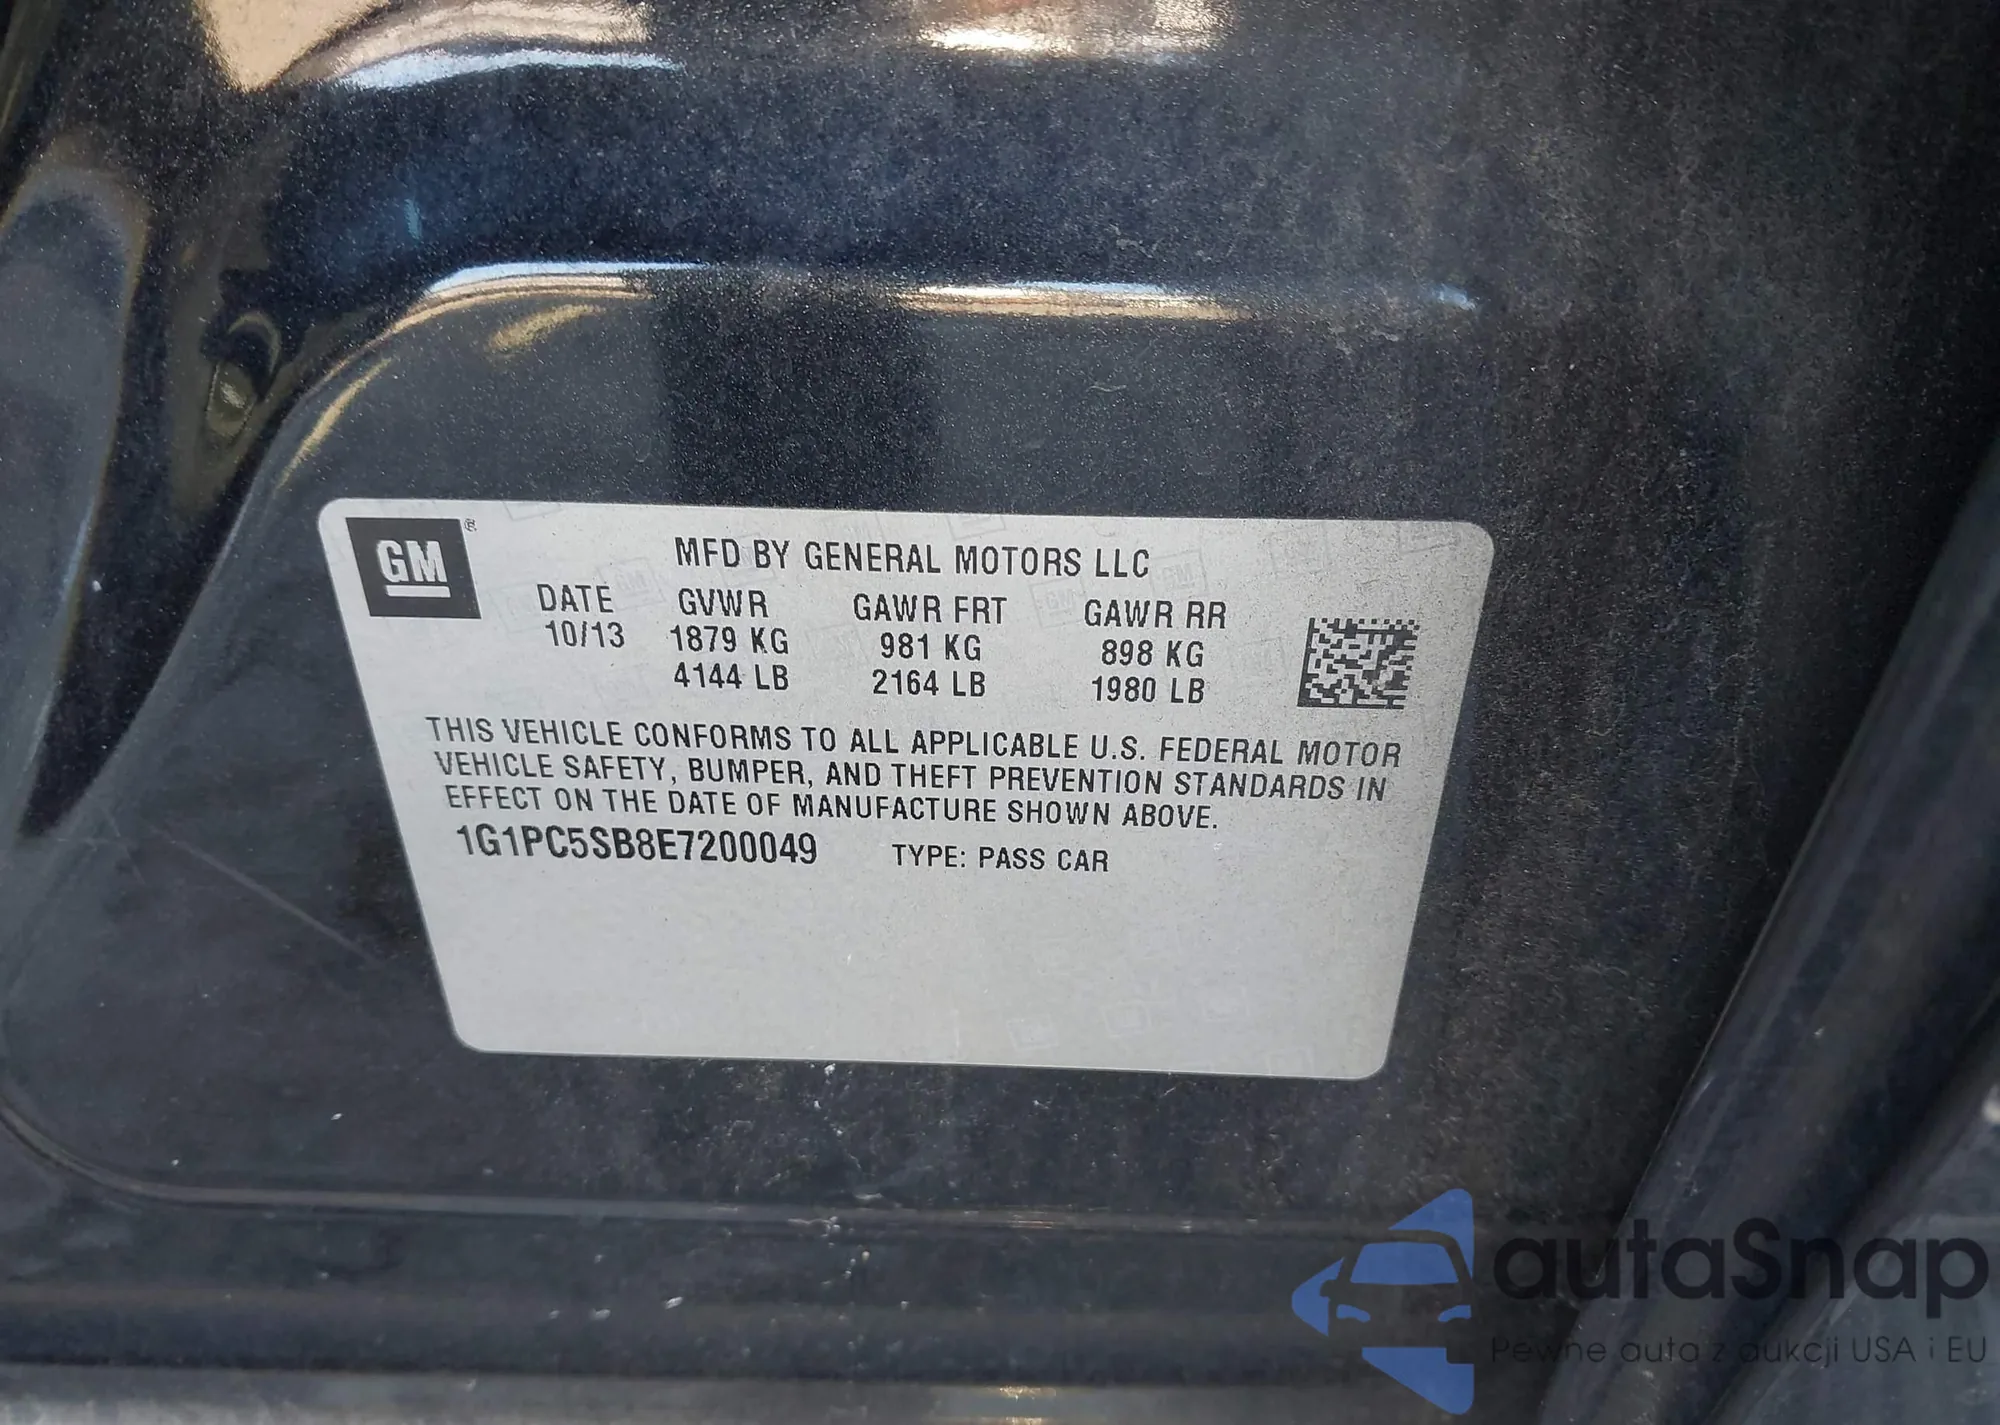 GM ®
MFD BY GENERAL MOTORS LLC
DATE GVWR GAWR FRT GAWR RR
10/13 1879 KG 981 KG 898 KG
4144 LB 2164 LB 1980 LB
THIS VEHICLE CONFORMS TO ALL APPLICABLE U.S. FEDERAL MOTOR
VEHICLE SAFETY, BUMPER, AND THEFT PREVENTION STANDARDS IN
EFFECT ON THE DATE OF MANUFACTURE SHOWN ABOVE.
1G1PC5SB8E7200049 TYPE: PASS CAR
autaSnap
Pewne auta z aukcji USA i EU